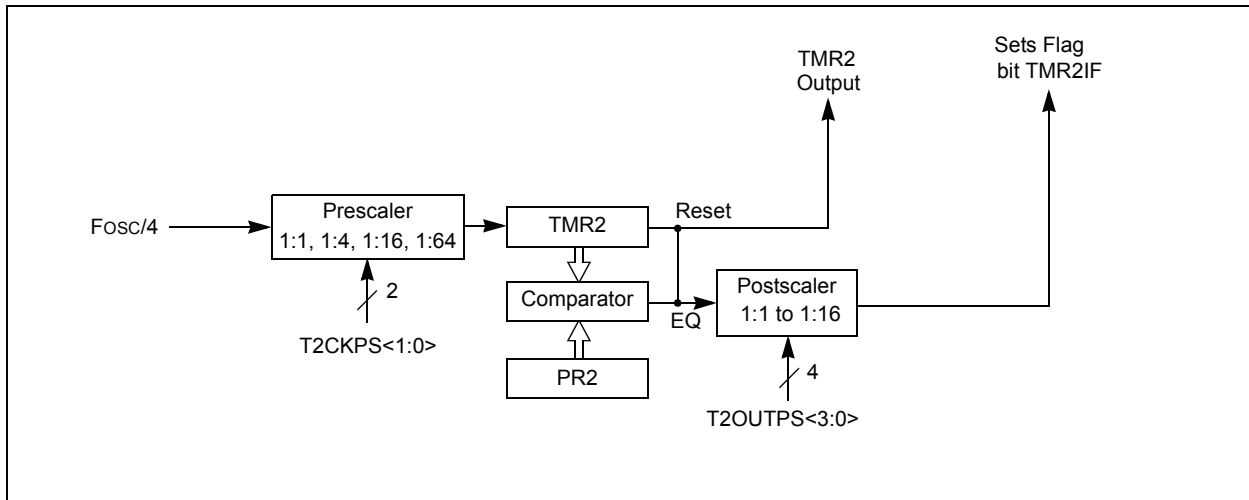 Sets Flag
bit TMR2IF
TMR2
Output
Fosc/4
Prescaler
1:1, 1:4, 1:16, 1:64
2
T2CKPS<1:0>
TMR2
Reset
Comparator
EQ
PR2
Postscaler
1:1 to 1:16
4
T2OUTPS<3:0>